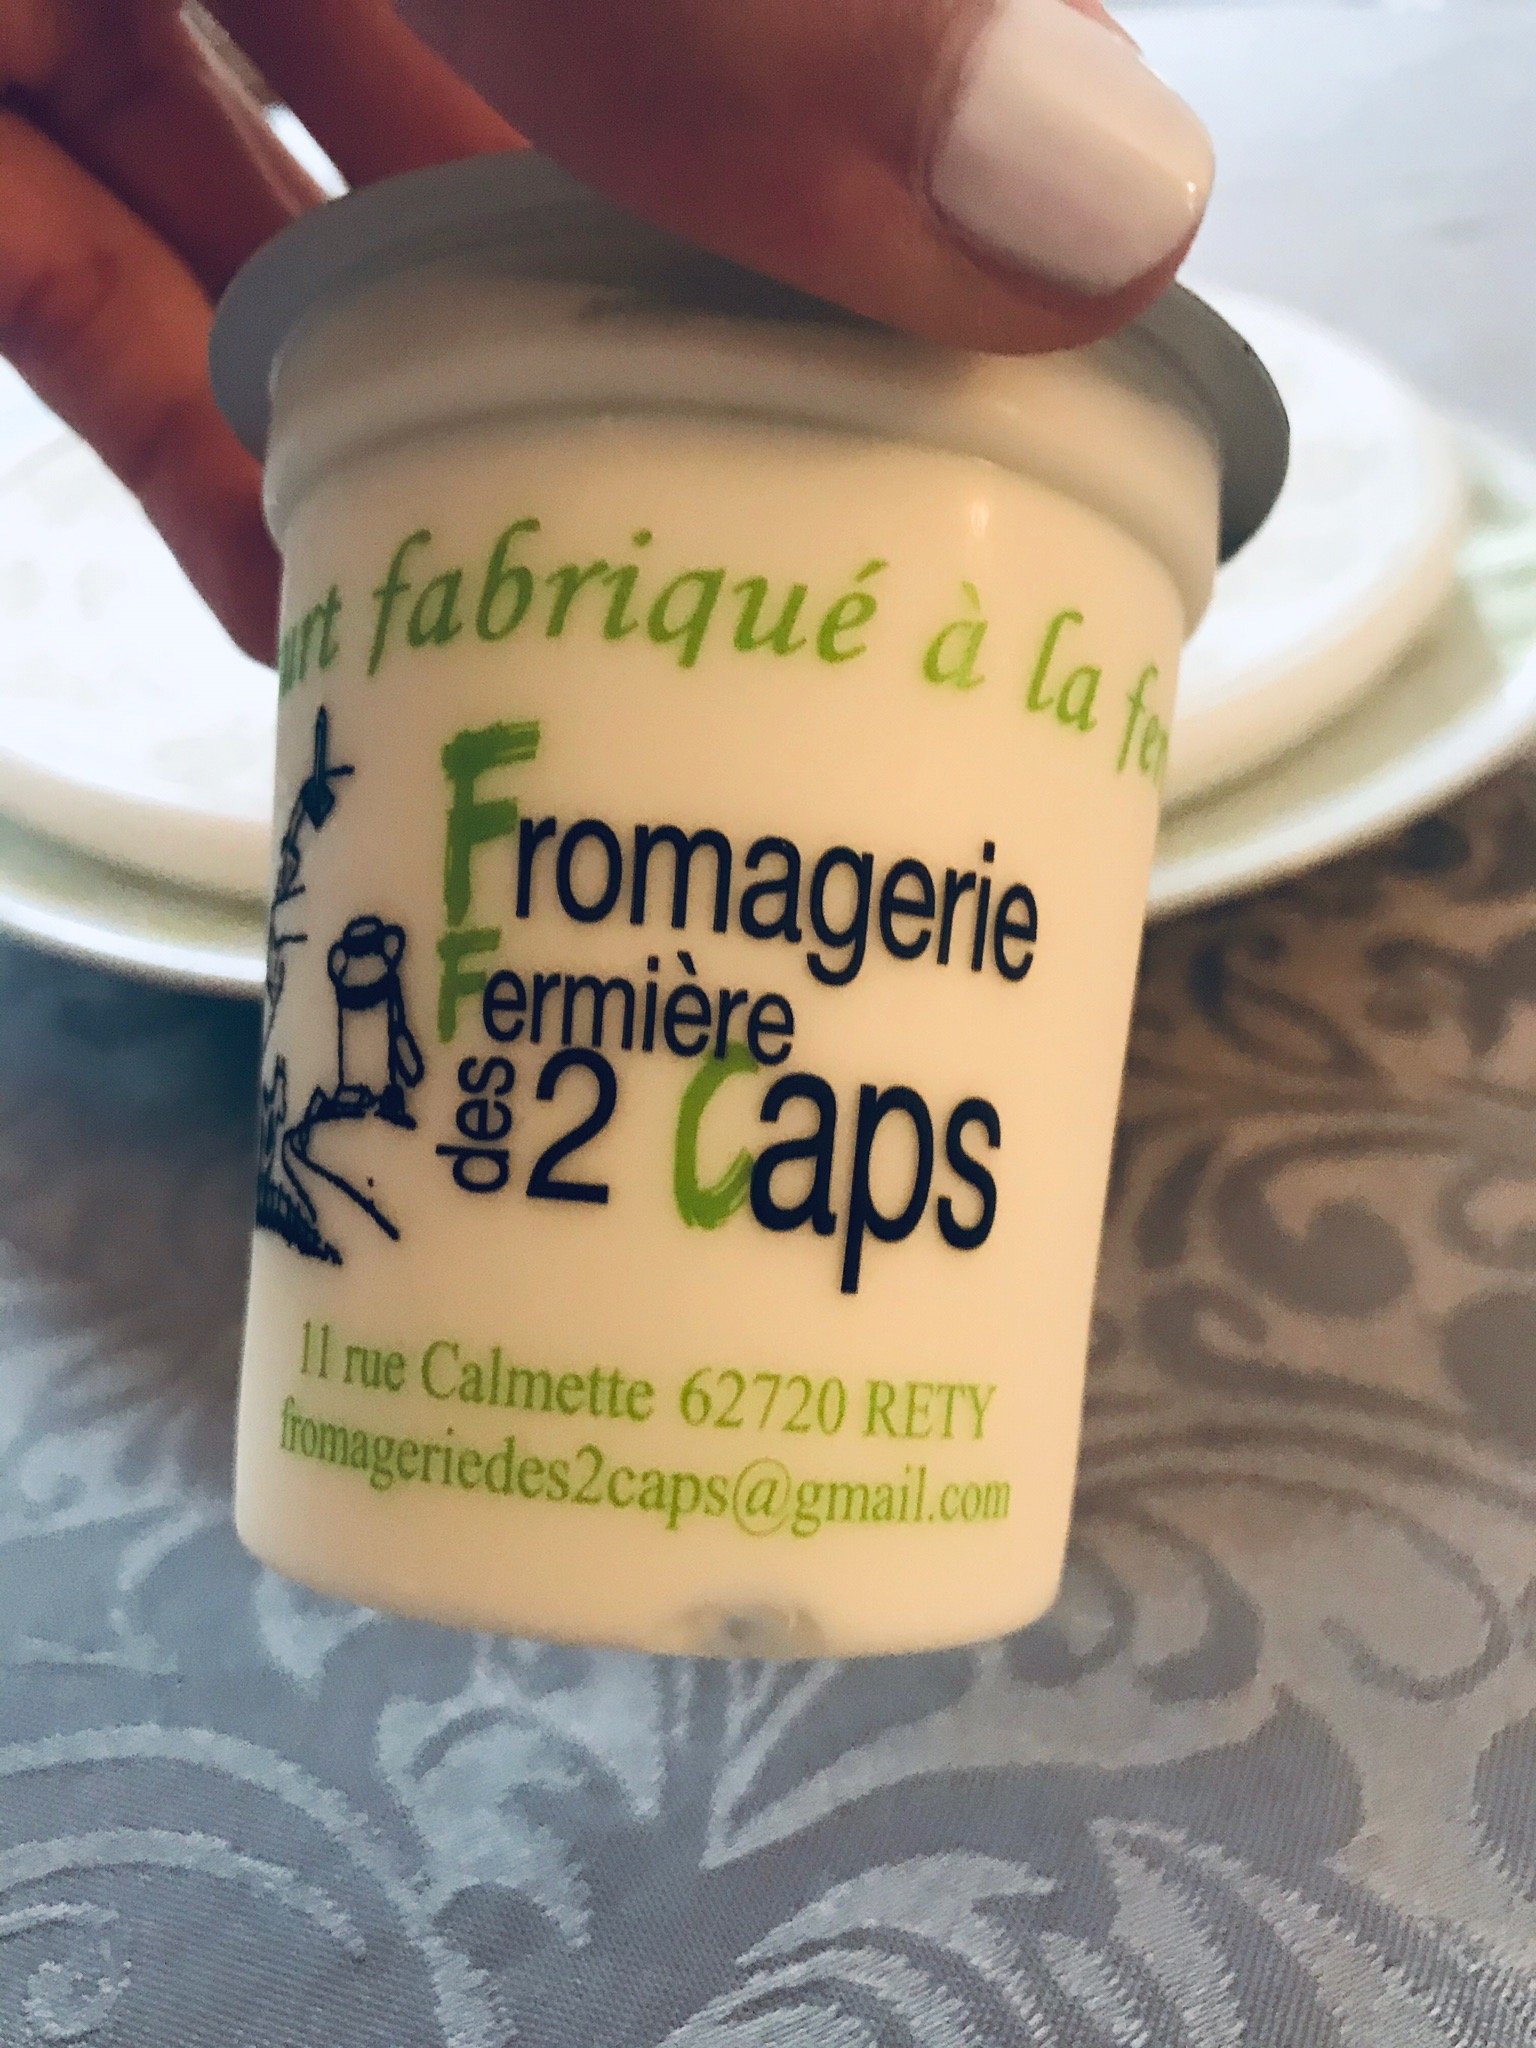 fabriqué à la
Fromagerie
Fermière
des 2 Caps
11 rue Calmette 62720 RETY
fromageriedes2caps@gmail.com